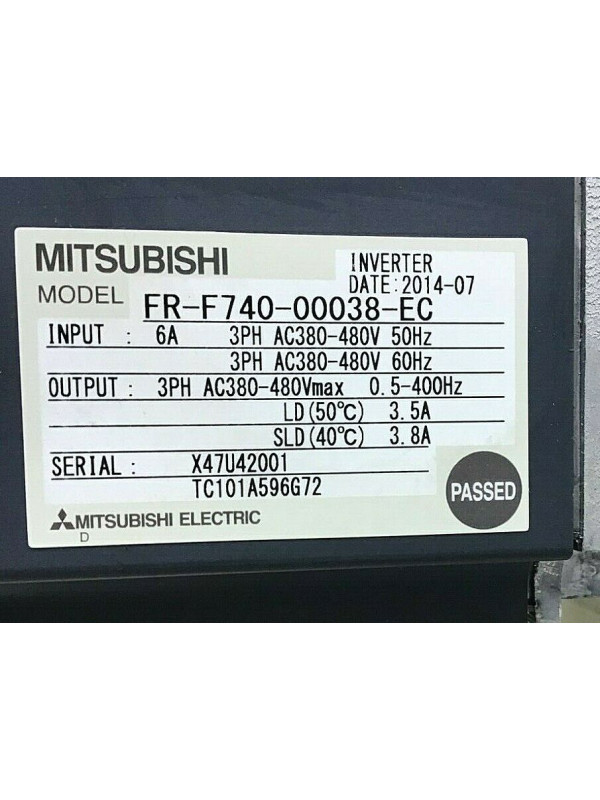 MITSUBISHI
INVERTER
DATE:2014-07
MODEL FR-F740-00038-EC
INPUT : 6A 3PH AC380-480V 50Hz
3PH AC380-480V 60Hz
OUTPUT : 3PH AC380-480Vmax 0.5-400Hz
LD(50℃) 3.5A
SLD(40℃) 3.8A
SERIAL : X47U42001
TC101A596G72
PASSED
MITSUBISHI ELECTRIC
D